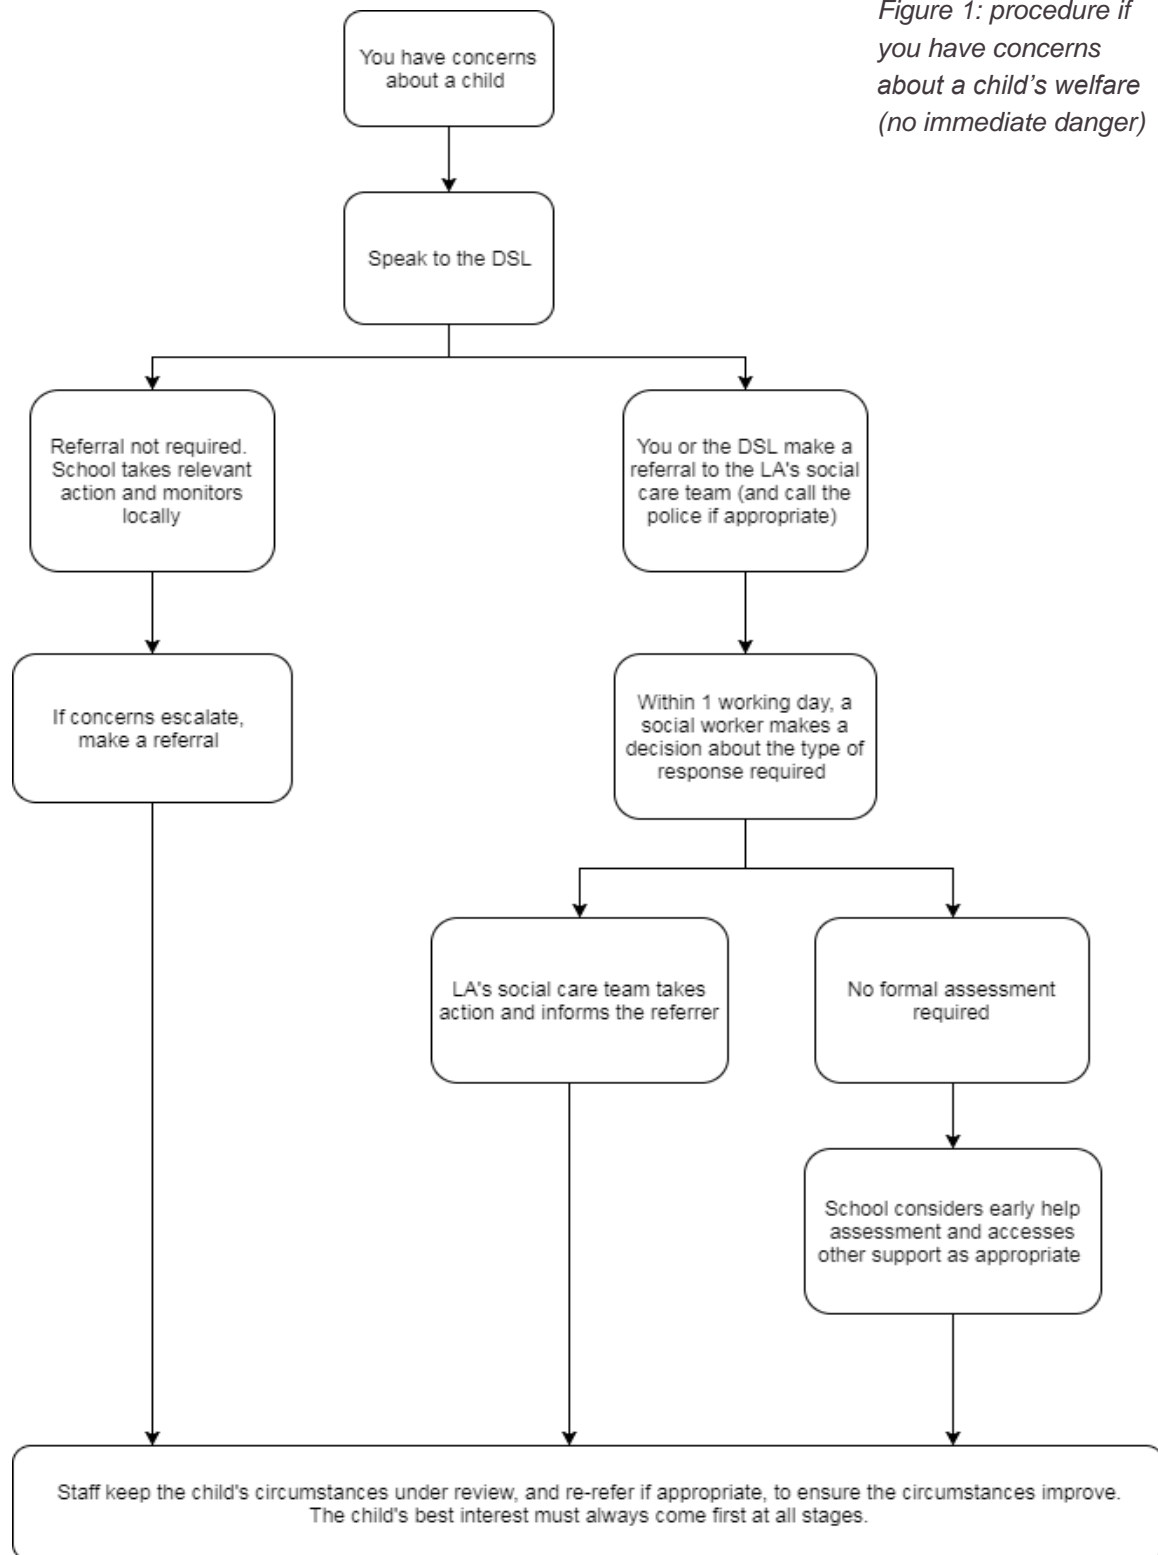 Figure 1: procedure if
you have concerns
about a child’s welfare
(no immediate danger)
You have concerns
about a child
Speak to the DSL
Referral not required.
School takes relevant
action and monitors
locally
You or the DSL make a
referral to the LA's social
care team (and call the
police if appropriate)
If concerns escalate,
make a referral
Within 1 working day, a
social worker makes a
decision about the type of
response required
LA's social care team takes
action and informs the referrer
No formal assessment
required
School considers early help
assessment and accesses
other support as appropriate
Staff keep the child's circumstances under review, and re-refer if appropriate, to ensure the circumstances improve.
The child's best interest must always come first at all stages.